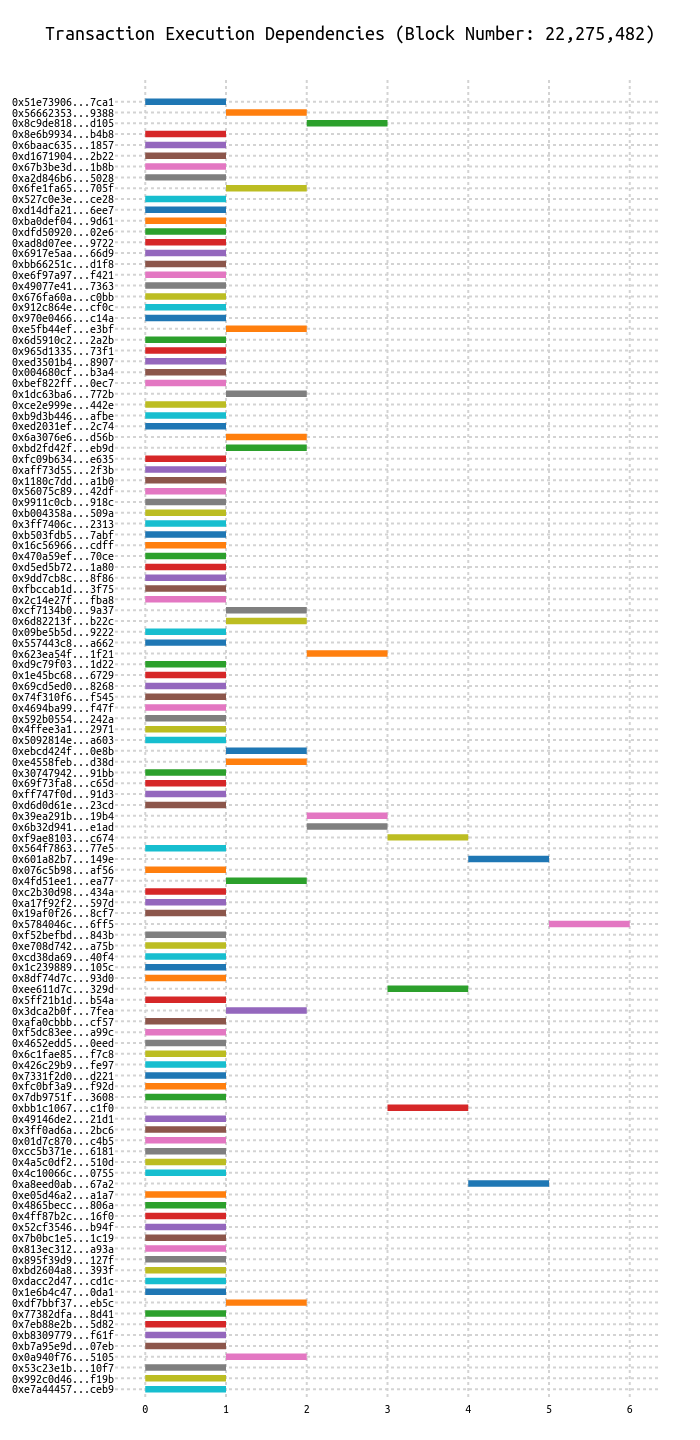 Transaction Execution Dependencies (Block Number: 22,275,482)
0x51e73906...7ca1
0x56662353...9388
0x8c9de818...d105
0x8e6b9934...b4b8
0x6baac635...1857
0xd1671904...2b22
0x67b3be3d...1b8b
0xa2d846b6...5028
0x6fe1fa65...705f
0x527c0e3e...ce28
0xd14dfa21...6ee7
0xba0def04...9d61
0xdfd50920...02e6
0xad8d07ee...9722
0x6917e5aa...66d9
0xbb66251c...d1f8
0xe6f97a97...f421
0x49077e41...7363
0x676fa60a...c0bb
0x912c864e...cf0c
0x970e0466...c14a
0xe5fb44ef...e3bf
0x6d5910c2...2a2b
0x965d1335...73f1
0xed3501b4...8907
0x004680cf...b3a4
0xbef822ff...0ec7
0x1dc63ba6...772b
0xce2e999e...442e
0xb9d3b446...afbe
0xed2031ef...2c74
0x6a3076e6...d56b
0xbd2fd42f...eb9d
0xfc09b634...e635
0xaff73d55...2f3b
0x1180c7dd...a1b0
0x56075c89...42df
0x9911c0cb...918c
0xb004358a...509a
0x3ff7406c...2313
0xb503fdb5...7abf
0x16c56966...cdff
0x470a59ef...70ce
0xd5ed5b72...1a80
0x9dd7cb8c...8f86
0xfbccab1d...3f75
0x2c14e27f...fba8
0xcf7134b0...9a37
0x6d82213f...b22c
0x09be5b5d...9222
0x557443c8...a662
0x623ea54f...1f21
0xd9c79f03...1d22
0x1e45bc68...6729
0x69cd5ed0...8268
0x74f310f6...f545
0x4694ba99...f47f
0x592b0554...242a
0x4ffee3a1...2971
0x5092814e...a603
0xebcd424f...0e8b
0xe4558feb...d38d
0x30747942...91bb
0x69f73fa8...c65d
0xff747f0d...91d3
0xd6d0d61e...23cd
0x39ea291b...19b4
0x6b32d941...e1ad
0xf9ae8103...c674
0x564f7863...77e5
0x601a82b7...149e
0x076c5b98...af56
0x4fd51ee1...ea77
0xc2b30d98...434a
0xa17f92f2...597d
0x19af0f26...8cf7
0x5784046c...6ff5
0xf52befbd...843b
0xe708d742...a75b
0xcd38da69...40f4
0x1c239889...105c
0x8df74d7c...93d0
0xee611d7c...329d
0x5ff21b1d...b54a
0x3dca2b0f...7fea
0xafa0cbbb...cf57
0xf5dc83ee...a99c
0x4652edd5...0eed
0x6c1fae85...f7c8
0x426c29b9...fe97
0x7331f2d0...d221
0xfc0bf3a9...f92d
0x7db9751f...3608
0xbb1c1067...c1f0
0x49146de2...21d1
0x3ff0ad6a...2bc6
0x01d7c870...c4b5
0xcc5b371e...6181
0x4a5c0df2...510d
0x4c10066c...0755
0xa8eed0ab...67a2
0xe05d46a2...a1a7
0x4865becc...806a
0x4ff87b2c...16f0
0x52cf3546...b94f
0x7b0bc1e5...1c19
0x813ec312...a93a
0x895f39d9...127f
0xbd2604a8...393f
0xdacc2d47...cd1c
0x1e6b4c47...0da1
0xdf7bbf37...eb5c
0x77382dfa...8d41
0x7eb88e2b...5d82
0xb8309779...f61f
0xb7a95e9d...07eb
0x0a940f76...5105
0x53c23e1b...10f7
0x992c0d46...f19b
0xe7a44457...ceb9
0 1 2 3 4 5 6